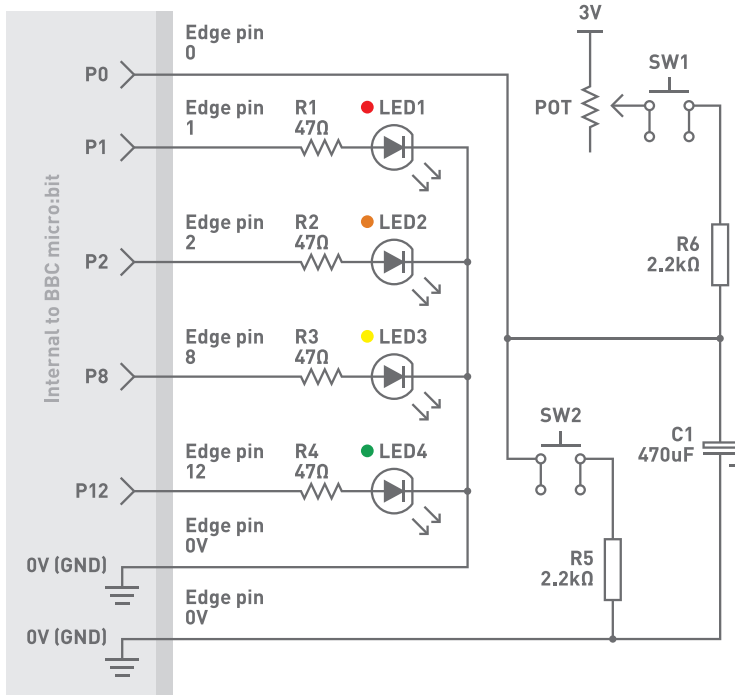 Internal to BBC micro:bit
3V
POT
SW1
R6
2.2kΩ
P0
Edge pin
0
P1
Edge pin
1
R1
47Ω
LED1
P2
Edge pin
2
R2
47Ω
LED2
P8
Edge pin
8
R3
47Ω
LED3
P12
Edge pin
12
R4
47Ω
LED4
0V (GND)
Edge pin
0V
0V (GND)
Edge pin
0V
SW2
C1
470uF
R5
2.2kΩ